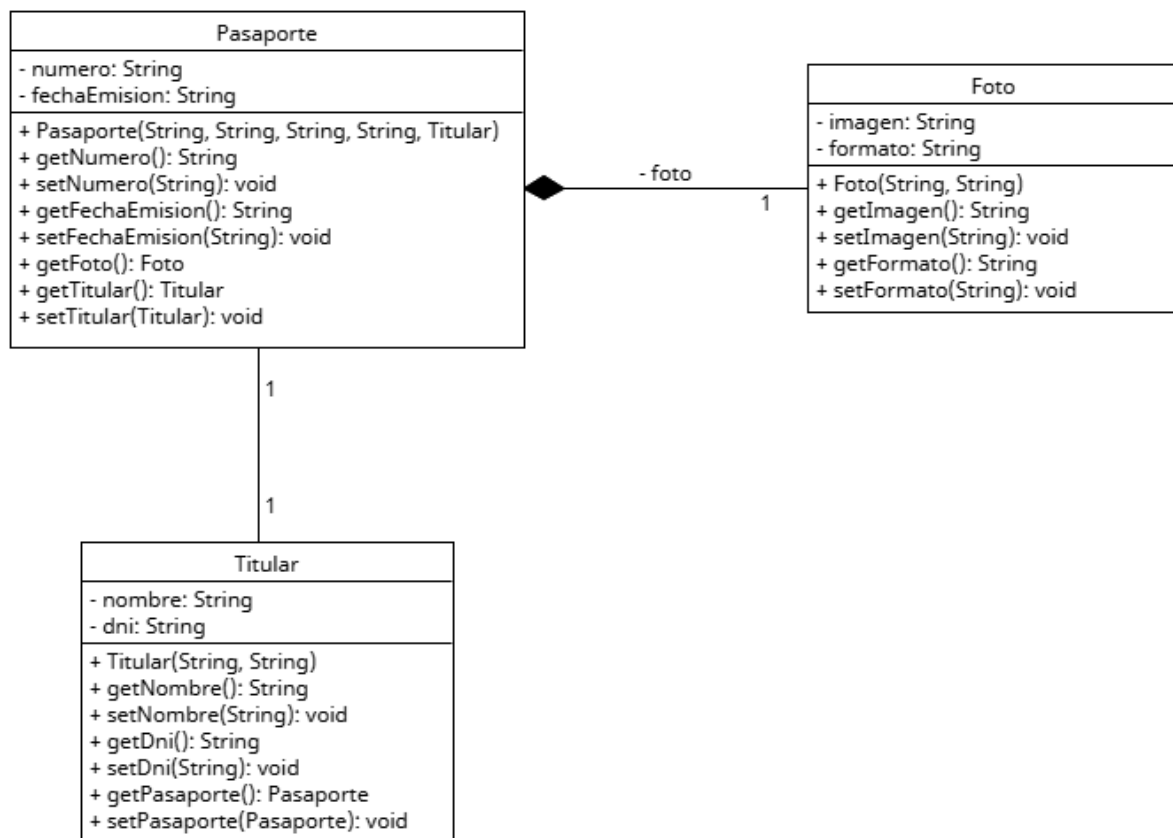 Pasaporte
- numero: String
- fechaEmision: String
+ Pasaporte(String, String, String, String, Titular)
+ getNumero(): String
+ setNumero(String): void
+ getFechaEmision(): String
+ setFechaEmision(String): void
+ getFoto(): Foto
+ getTitular(): Titular
+ setTitular(Titular): void
- foto
1
Foto
- imagen: String
- formato: String
+ Foto(String, String)
+ getImagen(): String
+ setImagen(String): void
+ getFormato(): String
+ setFormato(String): void
1
1
Titular
- nombre: String
- dni: String
+ Titular(String, String)
+ getNombre(): String
+ setNombre(String): void
+ getDni(): String
+ setDni(String): void
+ getPasaporte(): Pasaporte
+ setPasaporte(Pasaporte): void